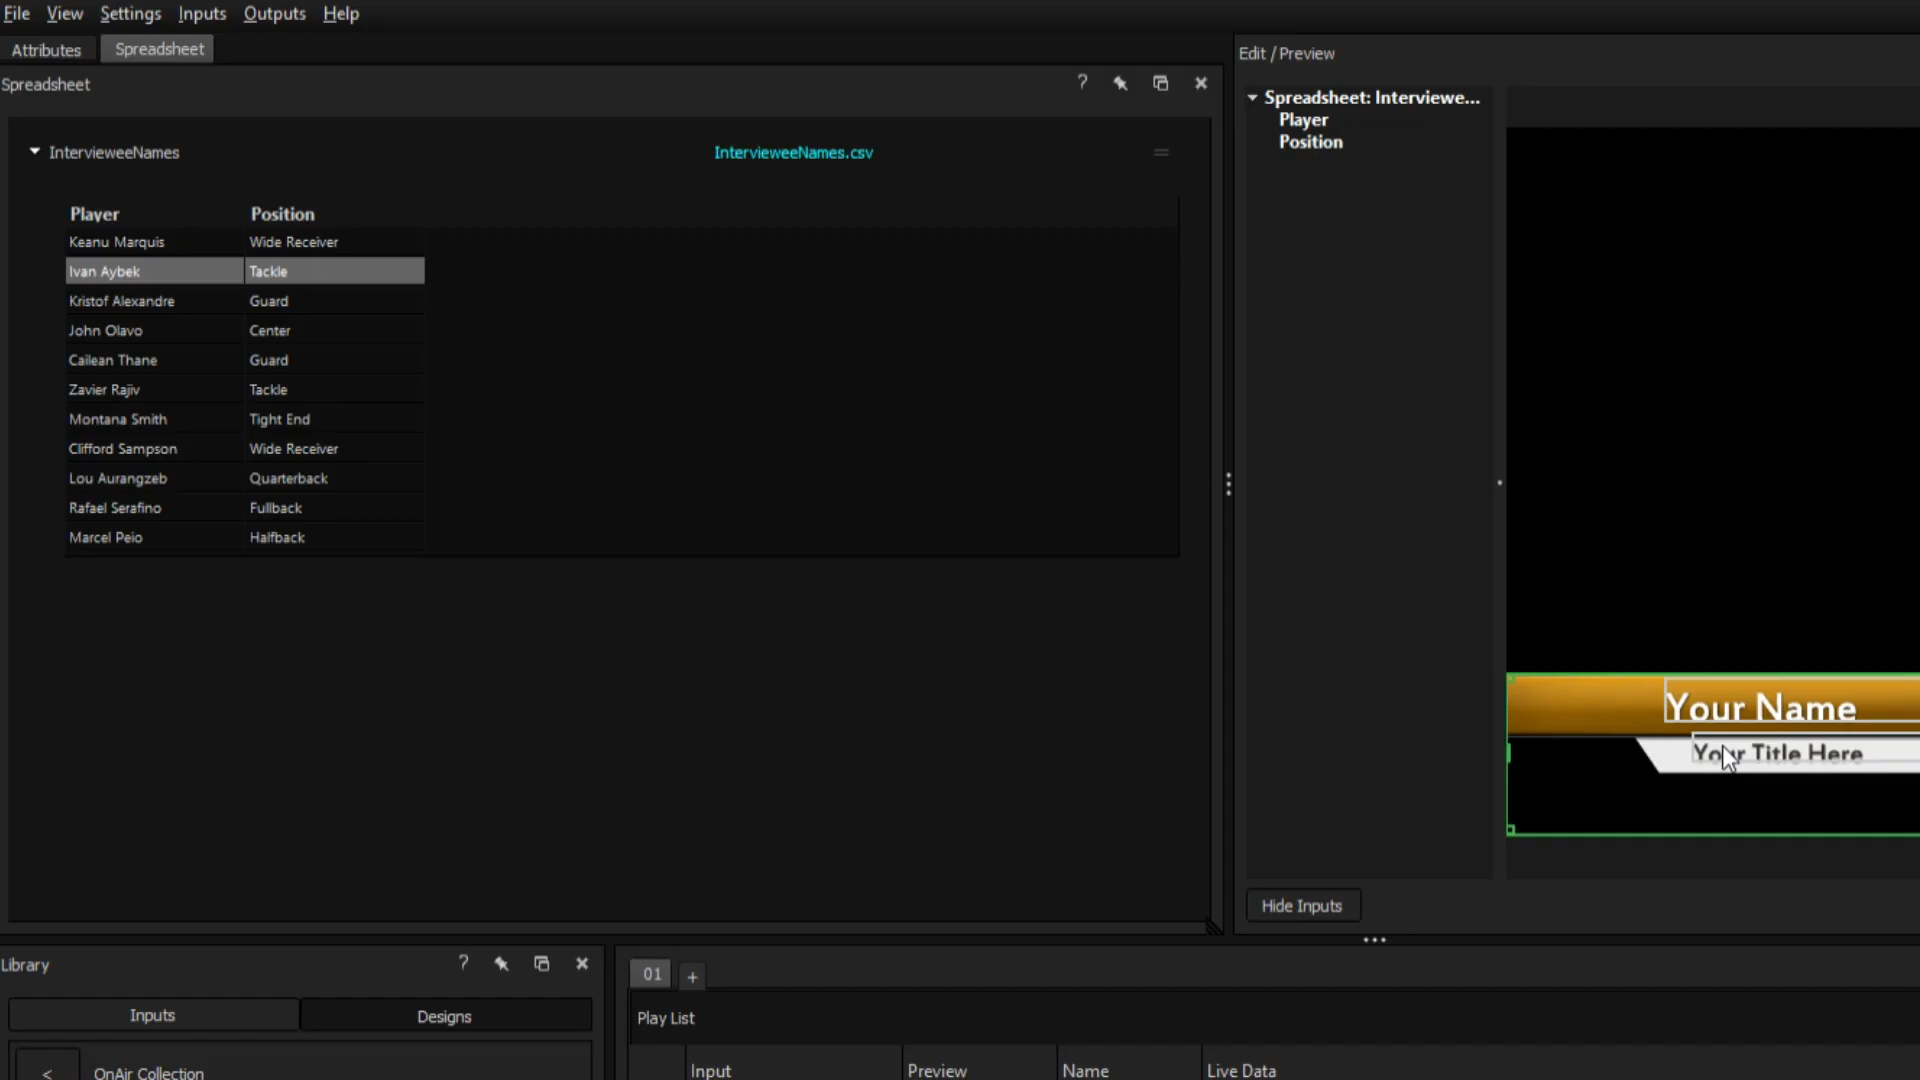 File View Settings Inputs Outputs Help
Attributes Spreadsheet
Spreadsheet ?
IntervieweeNames IntervieweeNames.csv
Player Position
Keanu Marquis Wide Receiver
Ivan Aybek Tackle
Kristof Alexandre Guard
John Olavo Center
Cailean Thane Guard
Zavier Rajiv Tackle
Montana Smith Tight End
Clifford Sampson Wide Receiver
Lou Aurangzeb Quarterback
Rafael Serafino Fullback
Marcel Peio Halfback
Edit / Preview
Spreadsheet: Interviewe...
Player
Position
Your Name
Your Title Here
Hide Inputs
Library ?
Inputs Designs
< OnAir Collection
01 +
Play List
Input Preview Name Live Data